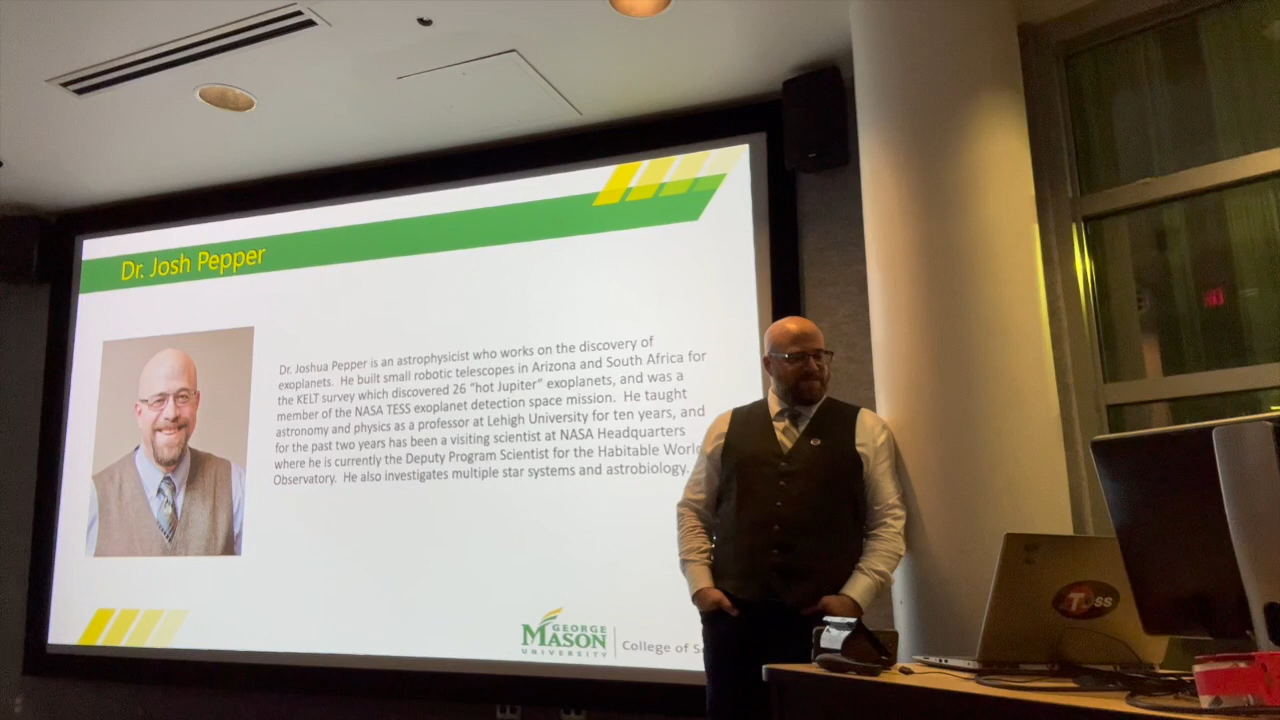 Dr. Josh Pepper
Dr. Joshua Pepper is an astrophysicist who works on the discovery of
exoplanets. He built small robotic telescopes in Arizona and South Africa for
the KELT survey which discovered 26 "hot Jupiter" exoplanets, and was a
member of the NASA TESS exoplanet detection space mission. He taught
astronomy and physics as a professor at Lehigh University for ten years, and
for the past two years has been a visiting scientist at NASA Headquarters
where he is currently the Deputy Program Scientist for the Habitable World
Observatory. He also investigates multiple star systems and astrobiology.
GEORGE
MASON
UNIVERSITY
College of S